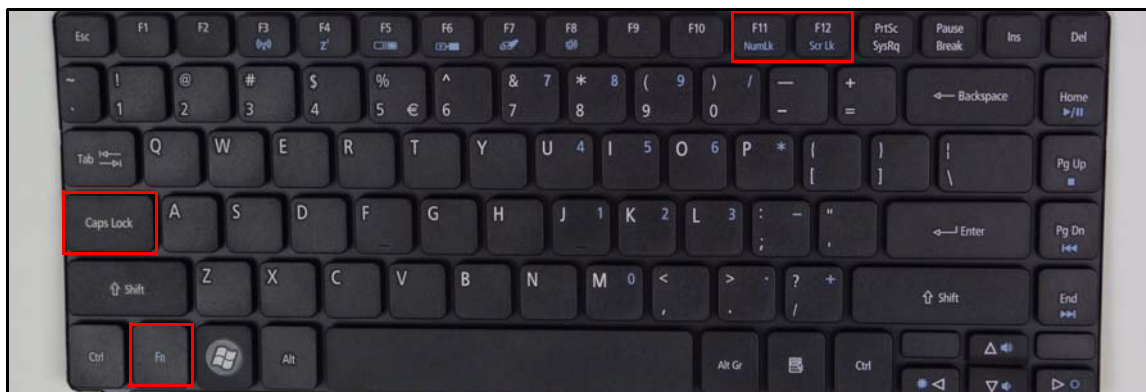 Esc F1 F2 F3 F4 F5 F6 F7 F8 F9 F10 F11 F12 PrtSc Pause Ins Del
z NumLk Scr Lk SysRq Break
~ ! @ # $ % ^ & 7 * 8 ( 9 ) / — + Backspace Home
` 1 2 3 4 5 € 6 7 8 9 0 - =
Tab Q W E R T Y U 4 I 5 O 6 P * { } ¦ Pg Up
[ ] \
Caps Lock A S D F G H J 1 K 2 L 3 : - " Enter Pg Dn
; '
Shift Z X C V B N M 0 < > . ? + Shift End
, . /
Ctrl Fn Alt Alt Gr Ctrl